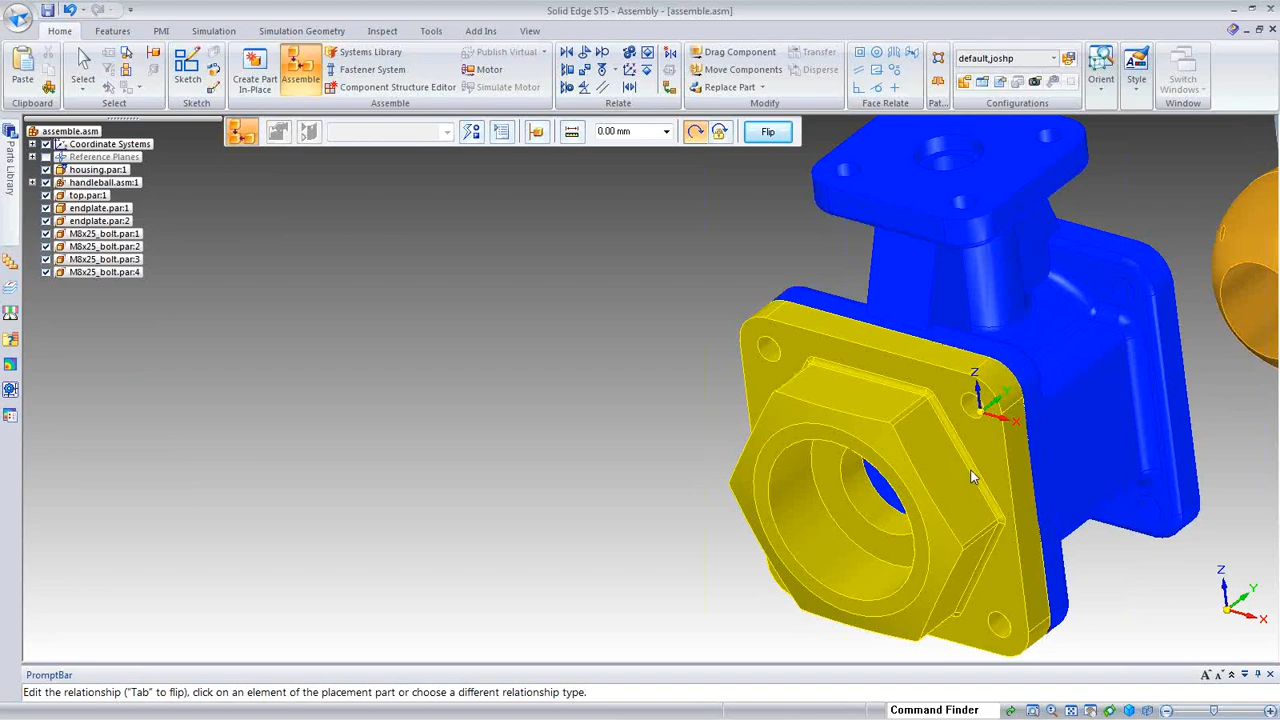 Solid Edge ST5 - Assembly - [assemble.asm]
Home
Features
PMI
Simulation
Simulation Geometry
Inspect
Tools
Add Ins
View
Paste
Clipboard
Select
Select
Sketch
Sketch
Create Part In-Place
Assemble
Systems Library
Fastener System
Component Structure Editor
Publish Virtual
Motor
Simulate Motor
Assemble
Relate
Drag Component
Move Components
Replace Part
Transfer
Disperse
Modify
Face Relate
Pat...
default_joshp
Configurations
Orient
Style
Switch Windows
Window
0.00 mm
Flip
Parts Library
assemble.asm
Coordinate Systems
Reference Planes
housing.par:1
handleball.asm:1
top.par:1
endplate.par:1
endplate.par:2
M8x25_bolt.par:1
M8x25_bolt.par:2
M8x25_bolt.par:3
M8x25_bolt.par:4
Z
Y
X
Z
Y
X
PromptBar
Edit the relationship ("Tab" to flip), click on an element of the placement part or choose a different relationship type.
Command Finder